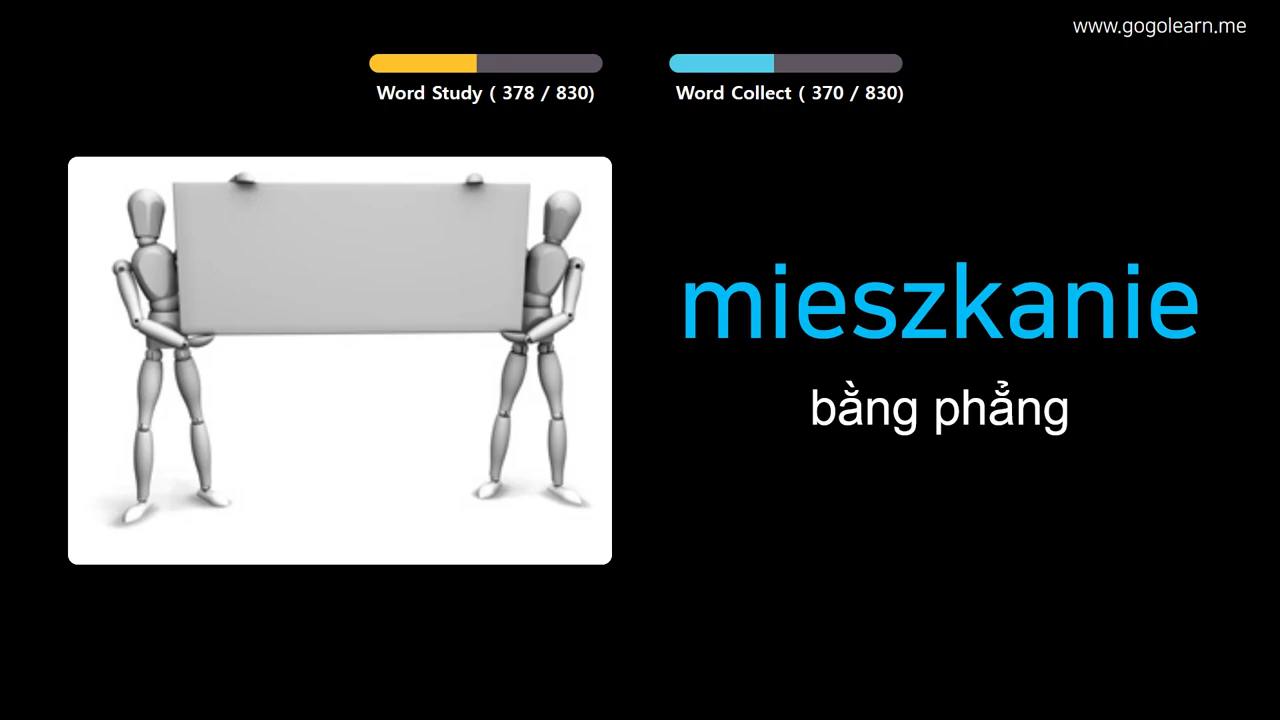 www.gogolearn.me
Word Study ( 378 / 830)
Word Collect ( 370 / 830)
mieszkanie
bằng phẳng